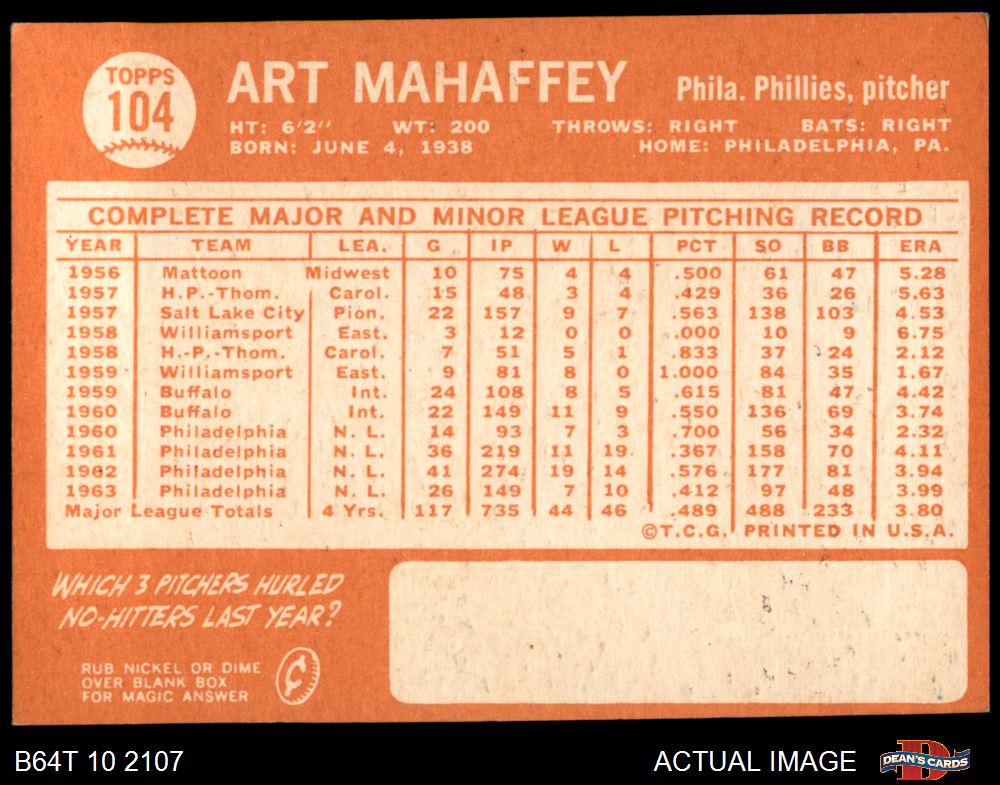 TOPPS
104
ART MAHAFFEY
Phila. Phillies, pitcher
HT: 6'2" WT: 200 THROWS: RIGHT BATS: RIGHT
BORN: JUNE 4, 1938 HOME: PHILADELPHIA, PA.
COMPLETE MAJOR AND MINOR LEAGUE PITCHING RECORD
YEAR TEAM LEA. G IP W L PCT SO BB ERA
1956 Mattoon Midwest 10 75 4 4 .500 61 47 5.28
1957 H.P.-Thom. Carol. 15 48 3 4 .429 36 26 5.63
1957 Salt Lake City Pion. 22 157 9 7 .563 138 103 4.53
1958 Williamsport East. 3 12 0 0 .000 10 9 6.75
1958 H.-P.-Thom. Carol. 7 51 5 1 .833 37 24 2.12
1959 Williamsport East. 9 81 8 0 1.000 84 35 1.67
1959 Buffalo Int. 24 108 8 5 .615 81 47 4.42
1960 Buffalo Int. 22 149 11 9 .550 136 69 3.74
1960 Philadelphia N. L. 14 93 7 3 .700 56 34 2.32
1961 Philadelphia N. L. 36 219 11 19 .367 158 70 4.11
1962 Philadelphia N. L. 41 274 19 14 .576 177 81 3.94
1963 Philadelphia N. L. 26 149 7 10 .412 97 48 3.99
Major League Totals 4 Yrs. 117 735 44 46 .489 488 233 3.80
©T.C.G. PRINTED IN U.S.A.
WHICH 3 PITCHERS HURLED
NO-HITTERS LAST YEAR?
RUB NICKEL OR DIME
OVER BLANK BOX
FOR MAGIC ANSWER
¢
B64T 10 2107 ACTUAL IMAGE
D
DEAN'S CARDS